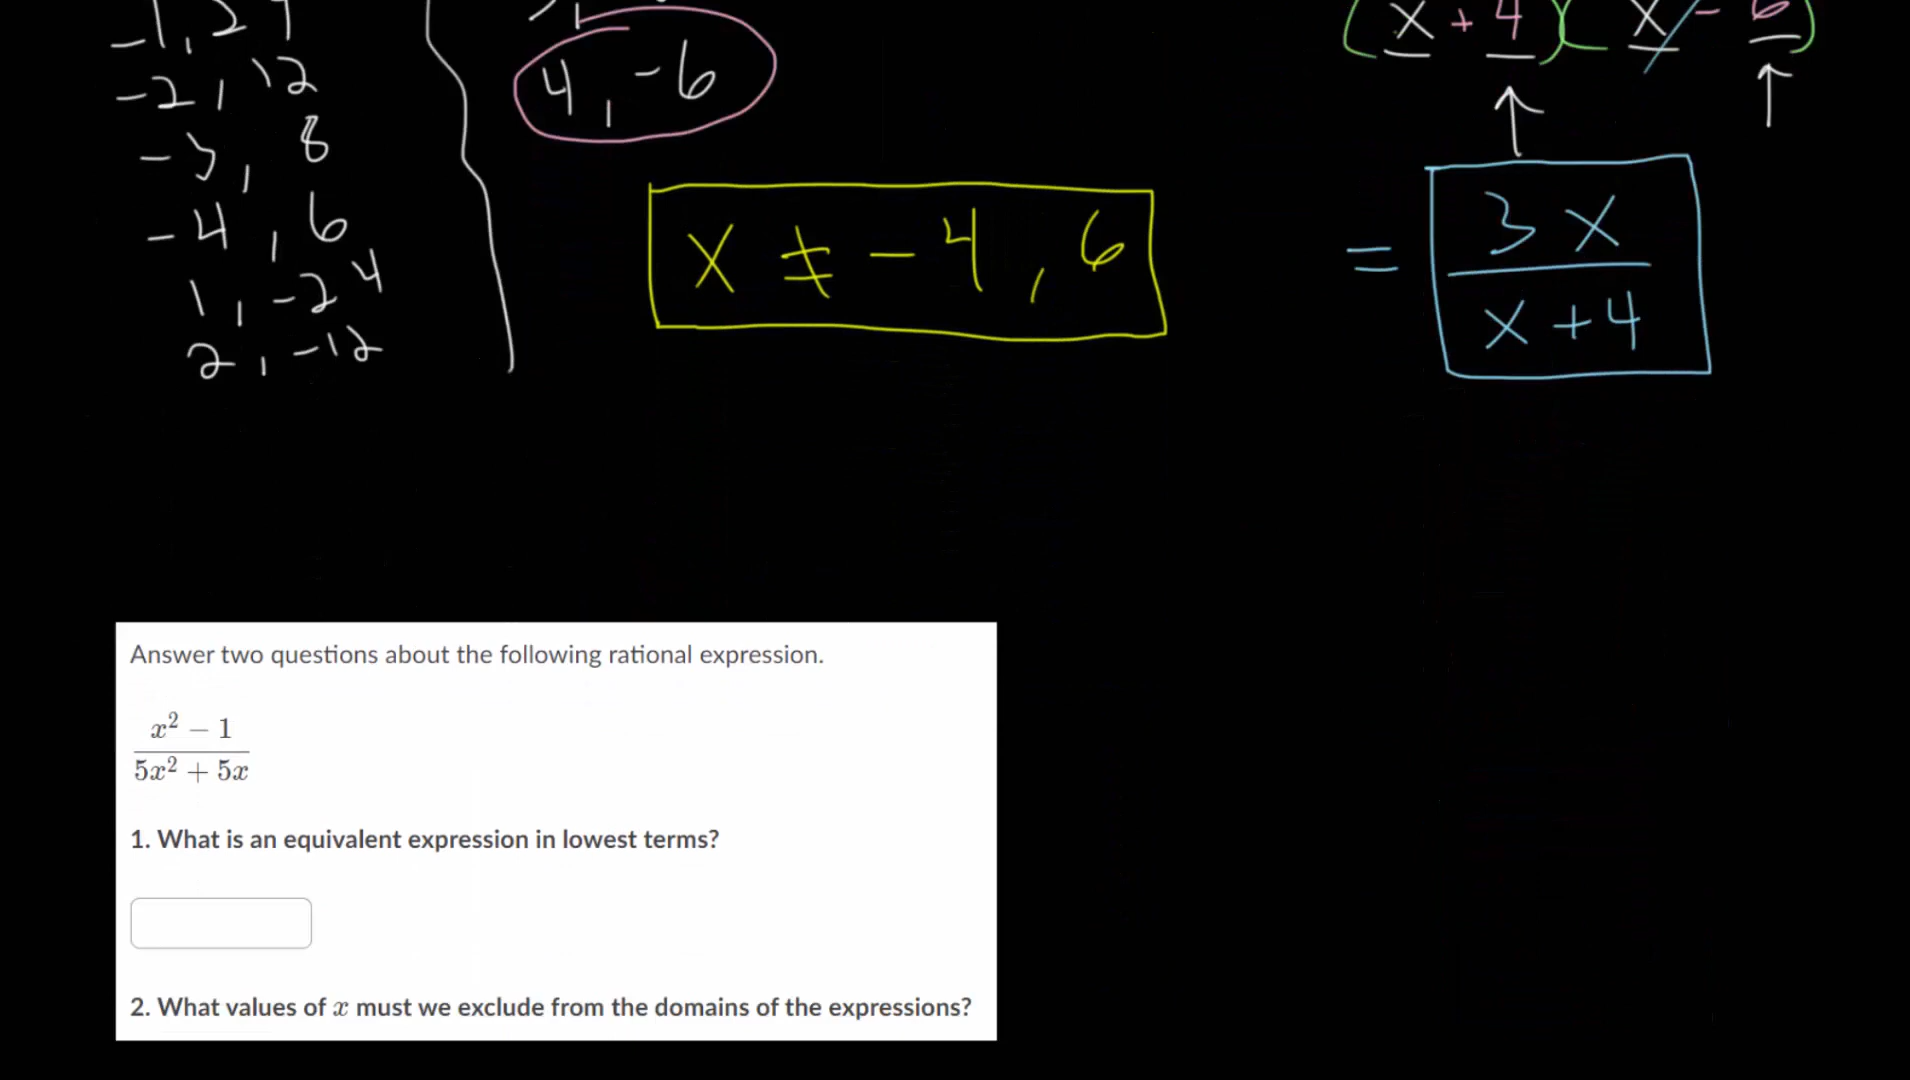 -1, 24
-2, 12
-3, 8
-4, 6
1, -24
2, -12
4, -6
x ≠ -4, 6
(x + 4)(x - 6)
= 3x
x + 4
Answer two questions about the following rational expression.
x² − 1
5x² + 5x
1. What is an equivalent expression in lowest terms?
2. What values of x must we exclude from the domains of the expressions?